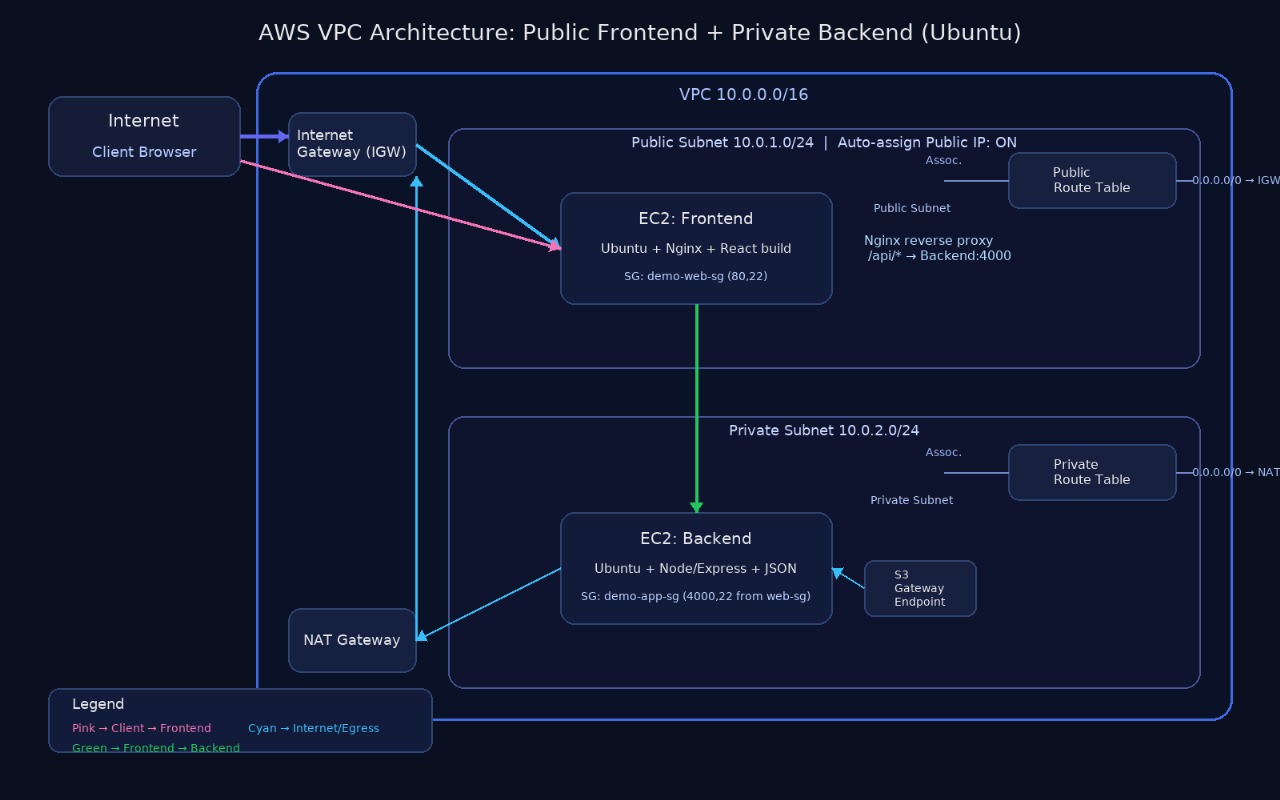 AWS VPC Architecture: Public Frontend + Private Backend (Ubuntu)
VPC 10.0.0.0/16
Internet
Client Browser
Internet
Gateway (IGW)
Public Subnet 10.0.1.0/24 | Auto-assign Public IP: ON
Assoc.
Public
Route Table
0.0.0.0/0 → IGW
Public Subnet
EC2: Frontend
Ubuntu + Nginx + React build
SG: demo-web-sg (80,22)
Nginx reverse proxy
/api/* → Backend:4000
Private Subnet 10.0.2.0/24
Assoc.
Private
Route Table
0.0.0.0/0 → NAT
Private Subnet
EC2: Backend
Ubuntu + Node/Express + JSON
SG: demo-app-sg (4000,22 from web-sg)
S3
Gateway
Endpoint
NAT Gateway
Legend
Pink → Client → Frontend
Cyan → Internet/Egress
Green → Frontend → Backend